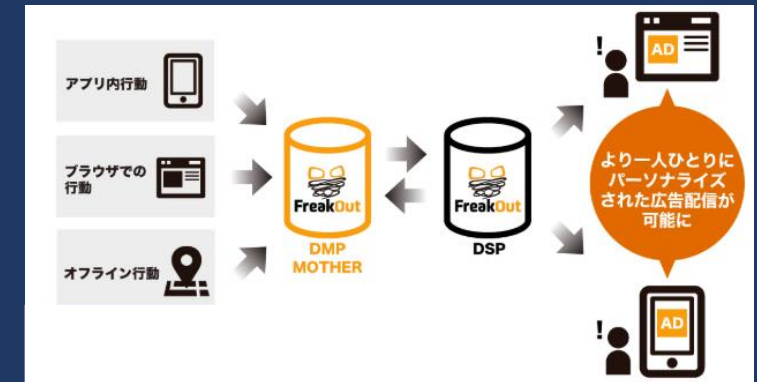 アプリ内行動
ブラウザでの
行動
オフライン行動
FreakOut
DMP
MOTHER
FreakOut
DSP
!
AD
より一人ひとりに
パーソナライズ
された広告配信が
可能に
!
AD